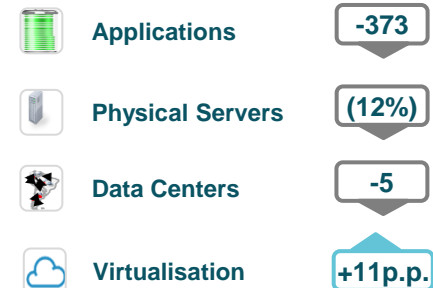 Applications -373
Physical Servers (12%)
Data Centers -5
Virtualisation +11p.p.